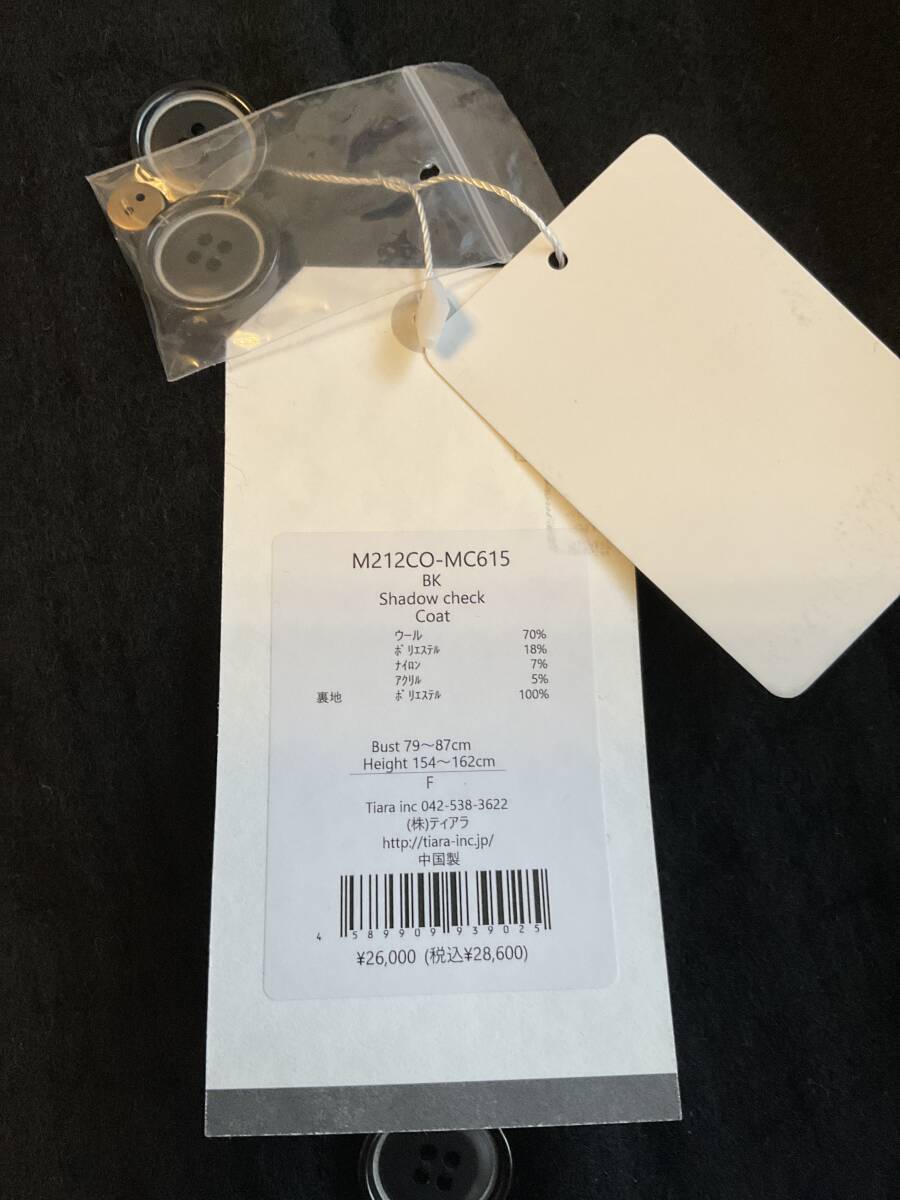 M212CO-MC615
BK
Shadow check
Coat
ウール 70%
ﾎﾟﾘｴｽﾃﾙ 18%
ﾅｲﾛﾝ 7%
ｱｸﾘﾙ 5%
裏地 ﾎﾟﾘｴｽﾃﾙ 100%
Bust 79～87cm
Height 154～162cm
F
Tiara inc 042-538-3622
(株)ティアラ
http://tiara-inc.jp/
中国製
4 589909 939025
¥26,000 (税込¥28,600)